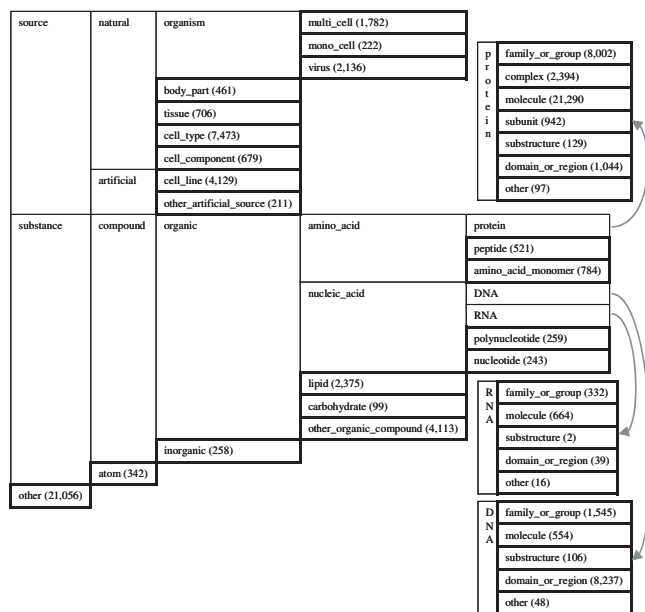 source natural organism multi_cell (1,782)
mono_cell (222)
virus (2,136)
body_part (461)
tissue (706)
cell_type (7,473)
cell_component (679)
artificial cell_line (4,129)
other_artificial_source (211)
protein
family_or_group (8,002)
complex (2,394)
molecule (21,290
subunit (942)
substructure (129)
domain_or_region (1,044)
other (97)
substance compound organic amino_acid protein
peptide (521)
amino_acid_monomer (784)
nucleic_acid DNA
RNA
polynucleotide (259)
nucleotide (243)
lipid (2,375)
carbohydrate (99)
other_organic_compound (4,113)
inorganic (258)
atom (342)
other (21,056)
RNA
family_or_group (332)
molecule (664)
substructure (2)
domain_or_region (39)
other (16)
DNA
family_or_group (1,545)
molecule (554)
substructure (106)
domain_or_region (8,237)
other (48)